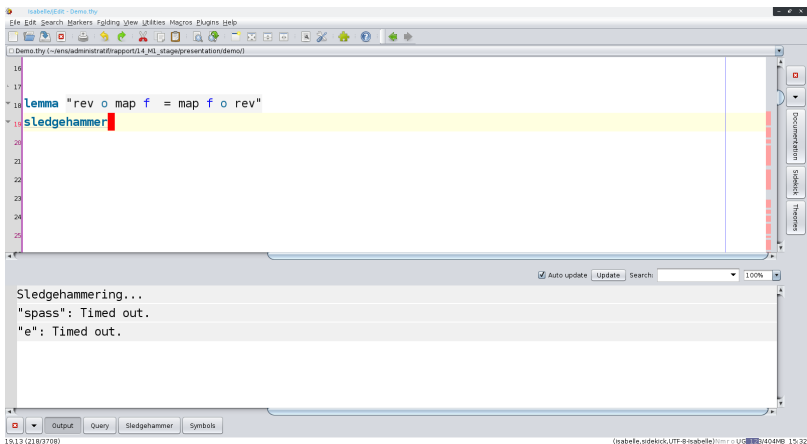 Isabelle/jEdit - Demo.thy
File Edit Search Markers Folding View Utilities Macros Plugins Help
Demo.thy (~/ens/administratif/rapport/14_M1_stage/presentation/demo/)
16
17
18 lemma "rev o map f  = map f o rev"
19 sledgehammer
20
21
22
23
24
25
Documentation
Sidekick
Theories
Auto update Update Search: 100%
Sledgehammering...
"spass": Timed out.
"e": Timed out.
Output Query Sledgehammer Symbols
19,13 (218/3708) (isabelle,sidekick,UTF-8-Isabelle) 404MB 15:32